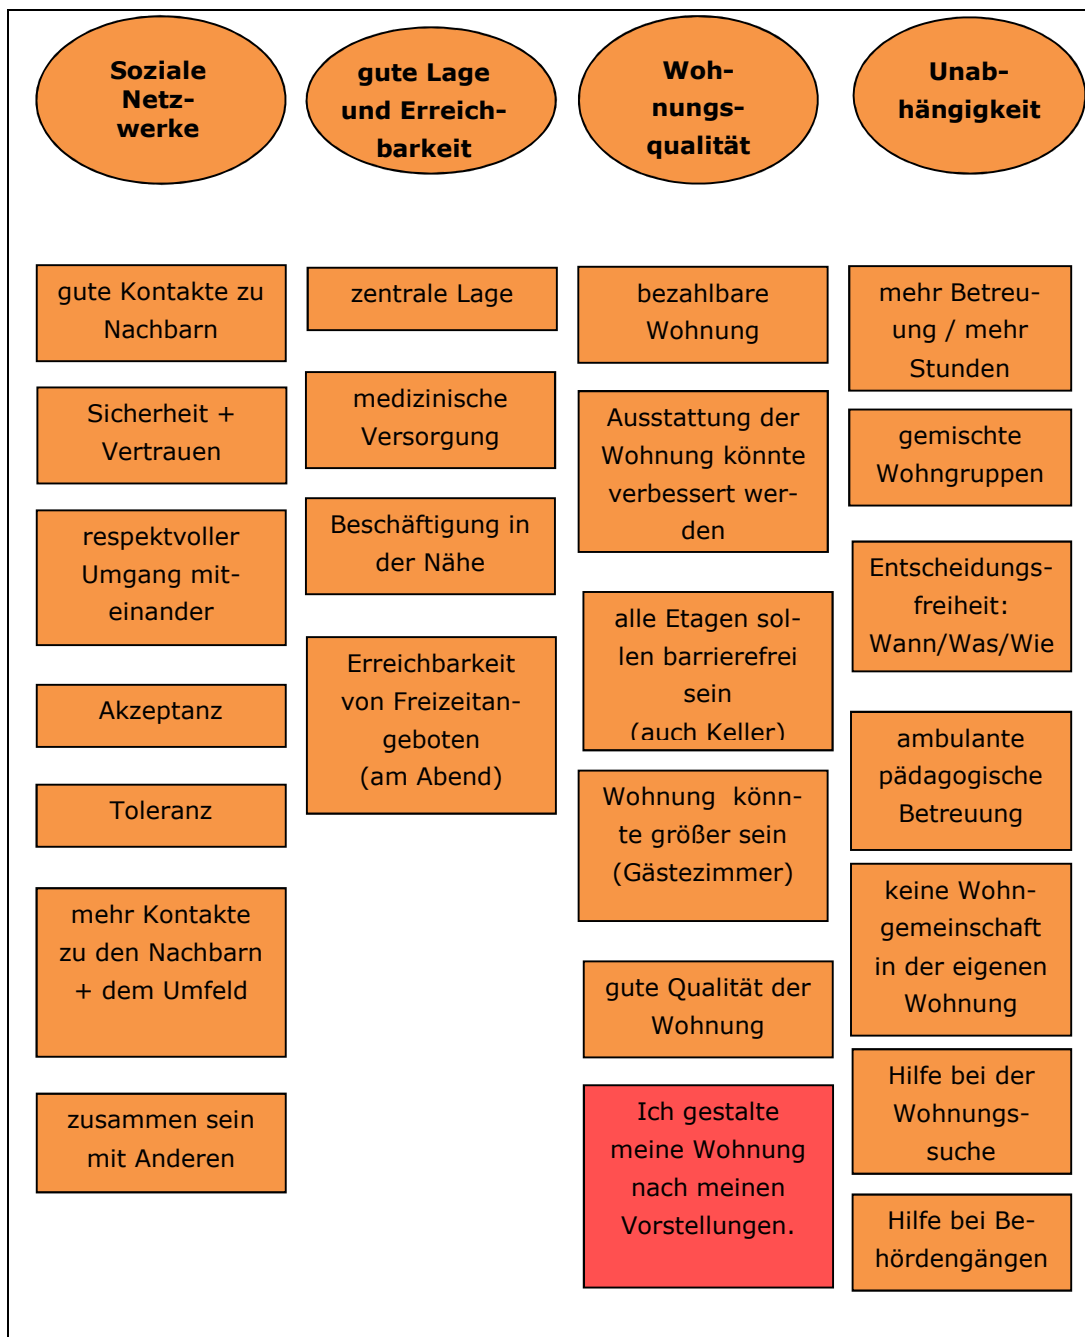 Soziale
Netz-
werke
gute Kontakte zu
Nachbarn
Sicherheit +
Vertrauen
respektvoller
Umgang mit-
einander
Akzeptanz
Toleranz
mehr Kontakte
zu den Nachbarn
+ dem Umfeld
zusammen sein
mit Anderen
gute Lage
und Erreich-
barkeit
zentrale Lage
medizinische
Versorgung
Beschäftigung in
der Nähe
Erreichbarkeit
von Freizeitan-
geboten
(am Abend)
Woh-
nungs-
qualität
bezahlbare
Wohnung
Ausstattung der
Wohnung könnte
verbessert wer-
den
alle Etagen sol-
len barrierefrei
sein
(auch Keller)
Wohnung könn-
te größer sein
(Gästezimmer)
gute Qualität der
Wohnung
Ich gestalte
meine Wohnung
nach meinen
Vorstellungen.
Unab-
hängigkeit
mehr Betreu-
ung / mehr
Stunden
gemischte
Wohngruppen
Entscheidungs-
freiheit:
Wann/Was/Wie
ambulante
pädagogische
Betreuung
keine Wohn-
gemeinschaft
in der eigenen
Wohnung
Hilfe bei der
Wohnungs-
suche
Hilfe bei Be-
hördengängen